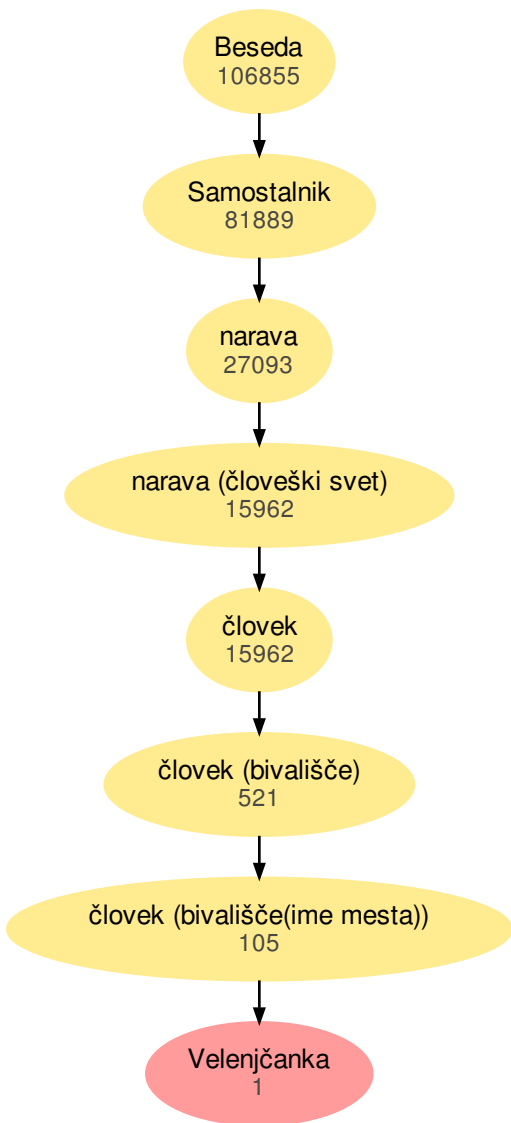 Beseda
106855
Samostalnik
81889
narava
27093
narava (človeški svet)
15962
človek
15962
človek (bivališče)
521
človek (bivališče(ime mesta))
105
Velenjčanka
1